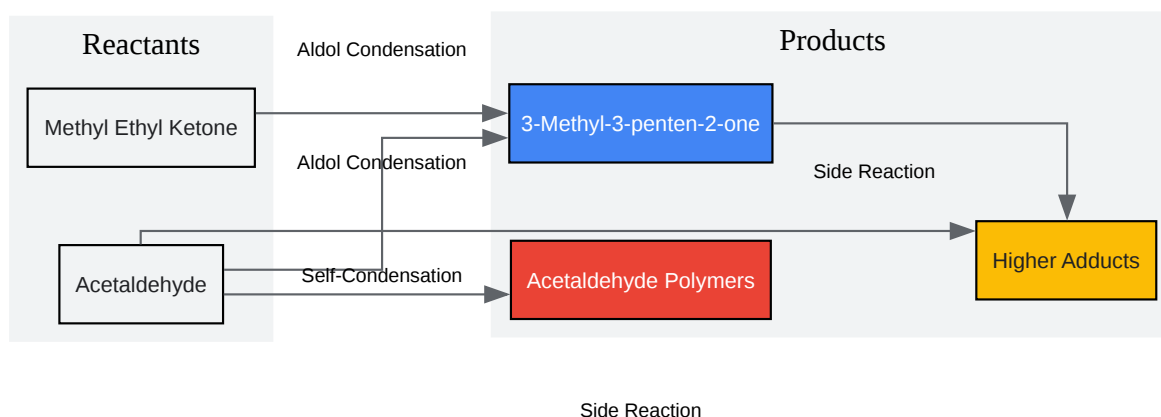 Reactants
Products
Aldol Condensation
Methyl Ethyl Ketone
3-Methyl-3-penten-2-one
Aldol Condensation
Side Reaction
Acetaldehyde
Self-Condensation
Acetaldehyde Polymers
Higher Adducts
Side Reaction